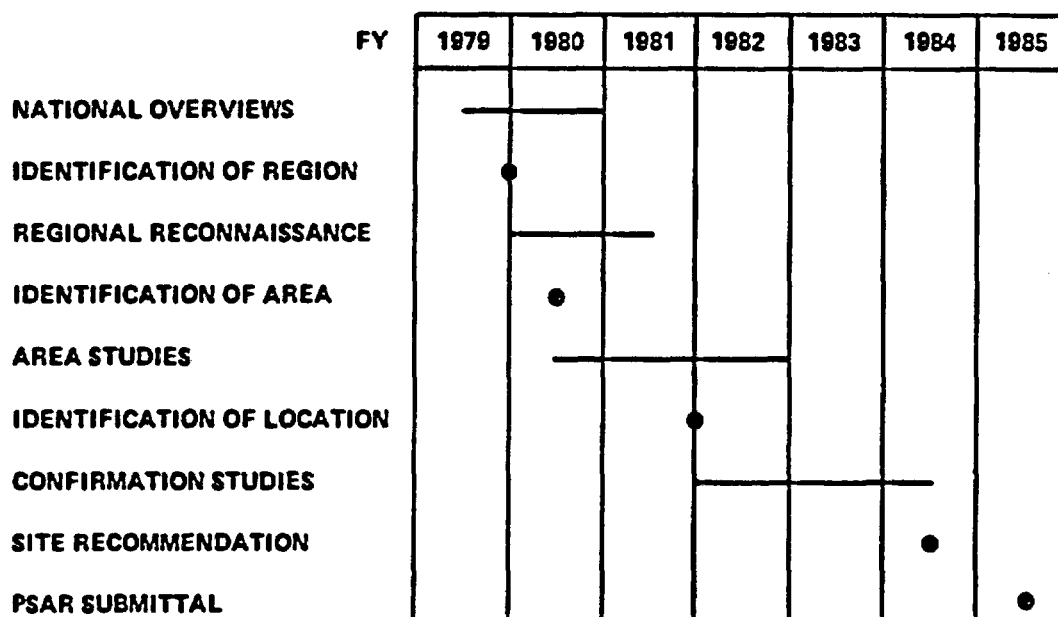 FY 1979 1980 1981 1982 1983 1984 1985
NATIONAL OVERVIEWS
IDENTIFICATION OF REGION
REGIONAL RECONNAISSANCE
IDENTIFICATION OF AREA
AREA STUDIES
IDENTIFICATION OF LOCATION
CONFIRMATION STUDIES
SITE RECOMMENDATION
PSAR SUBMITTAL